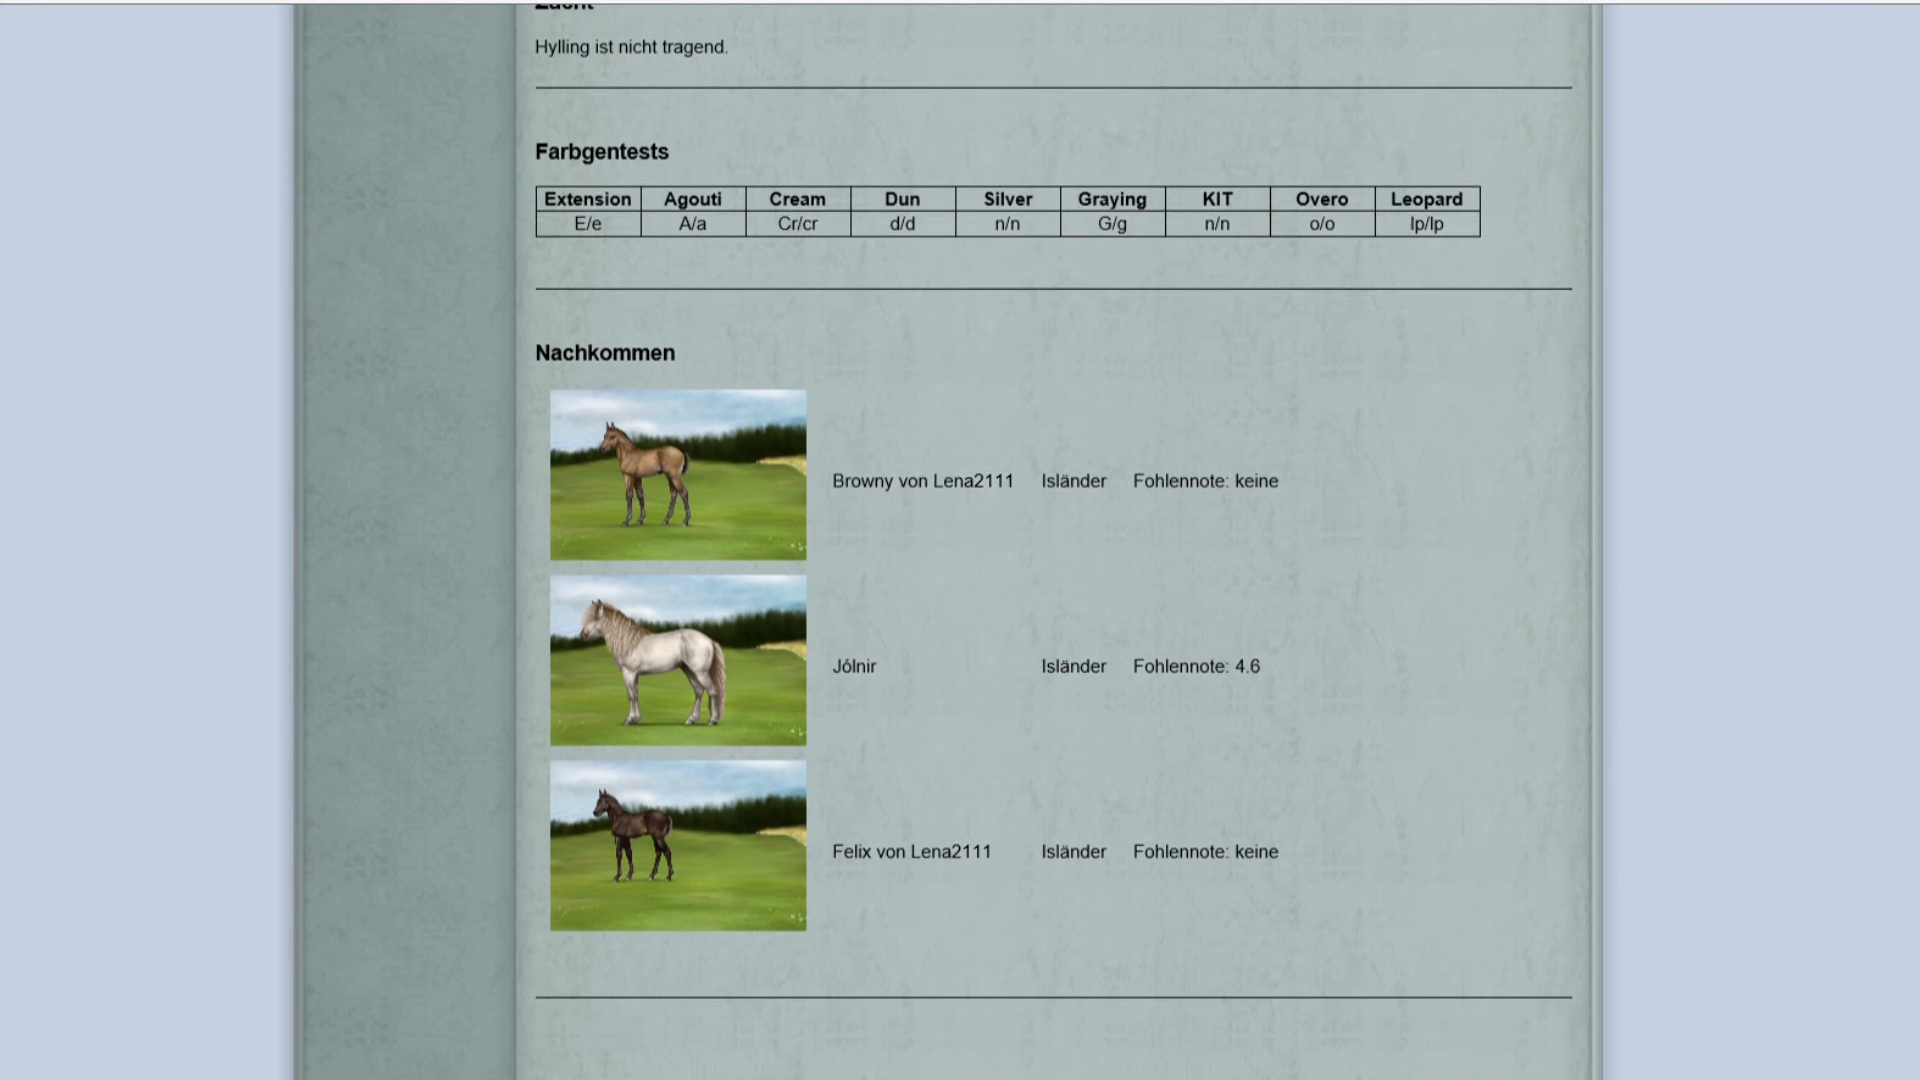 Zucht
Hylling ist nicht tragend.
Farbgentests
Extension Agouti Cream Dun Silver Graying KIT Overo Leopard
E/e A/a Cr/cr d/d n/n G/g n/n o/o lp/lp
Nachkommen
Browny von Lena2111 Isländer Fohlennote: keine
Jólnir Isländer Fohlennote: 4.6
Felix von Lena2111 Isländer Fohlennote: keine